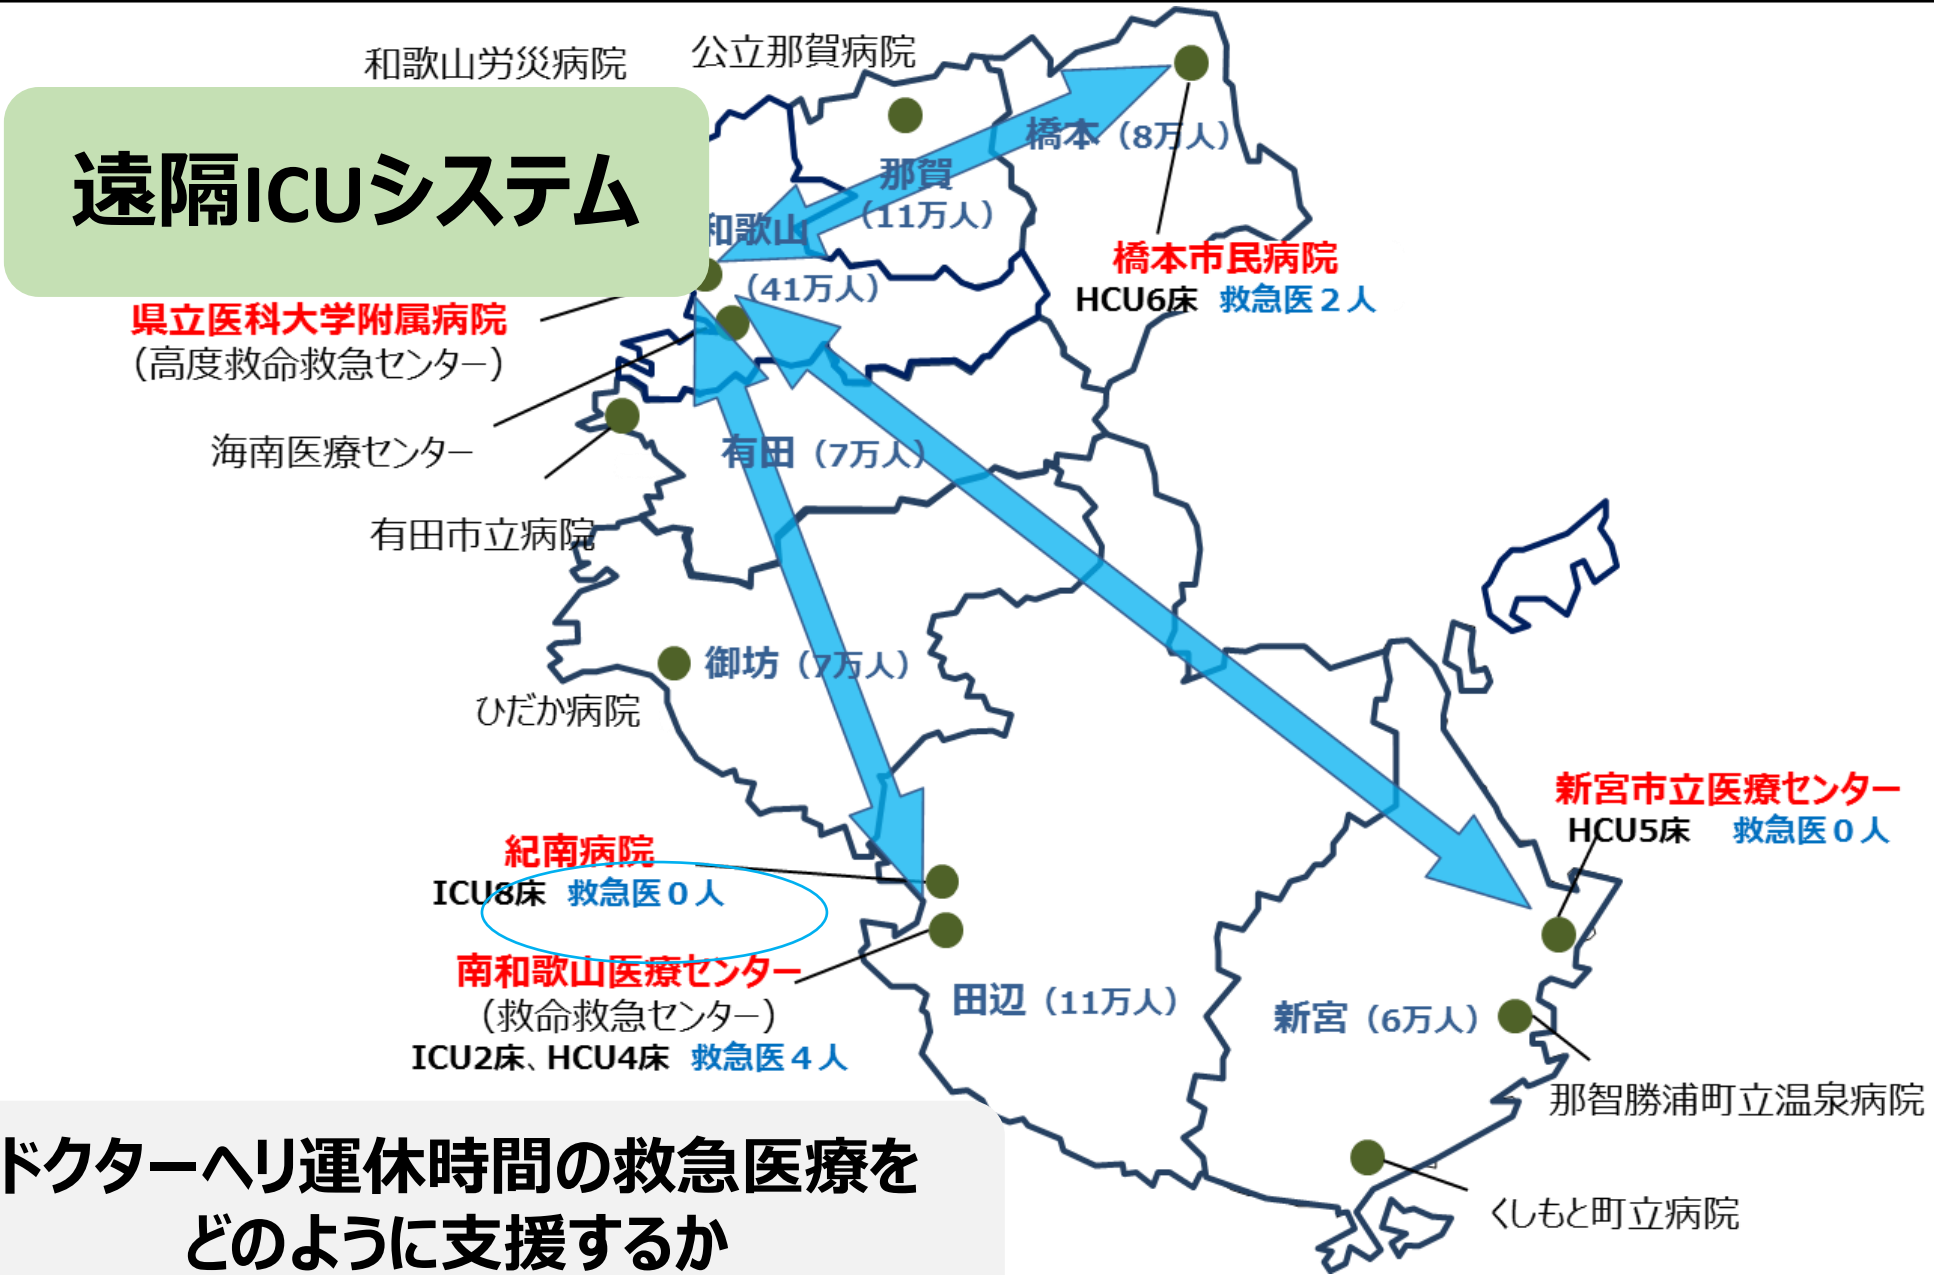 和歌山労災病院
公立那賀病院
遠隔ICUシステム
橋本（8万人）
那賀
（11万人）
和歌山
（41万人）
橋本市民病院
HCU6床 救急医２人
県立医科大学附属病院
（高度救命救急センター）
海南医療センター
有田（7万人）
有田市立病院
御坊（7万人）
ひだか病院
新宮市立医療センター
HCU5床 救急医０人
紀南病院
ICU8床 救急医０人
南和歌山医療センター
（救命救急センター）
ICU2床、HCU4床 救急医４人
田辺（11万人）
新宮（6万人）
那智勝浦町立温泉病院
くしもと町立病院
ドクターヘリ運休時間の救急医療を
どのように支援するか